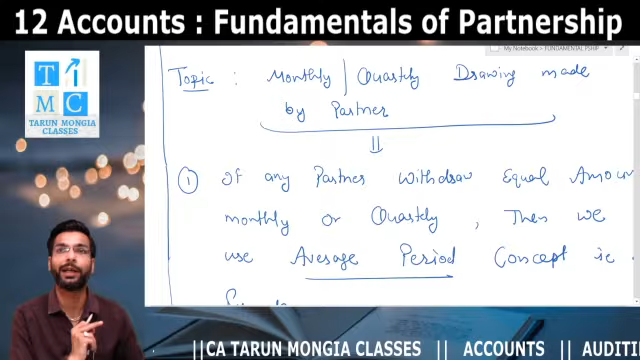 12 Accounts : Fundamentals of Partnership
My Notebook > FUNDAMENTAL PSHIP
T
M C
TARUN MONGIA
CLASSES
Topic : Monthly | Quartely Drawing made
by Partner
① If any Partner withdraw Equal Amoun
monthly or Quartely , Then we
use Average Period Concept ie
||CA TARUN MONGIA CLASSES || ACCOUNTS || AUDITI